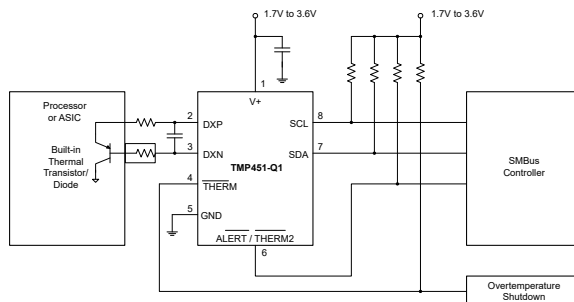 1.7V to 3.6V
1.7V to 3.6V
1
V+
Processor
or ASIC
Built-in
Thermal
Transistor/
Diode
2
DXP
3
DXN
4
THERM
5
GND
TMP451-Q1
SCL
8
SDA
7
ALERT / THERM2
6
SMBus
Controller
Overtemperature
Shutdown